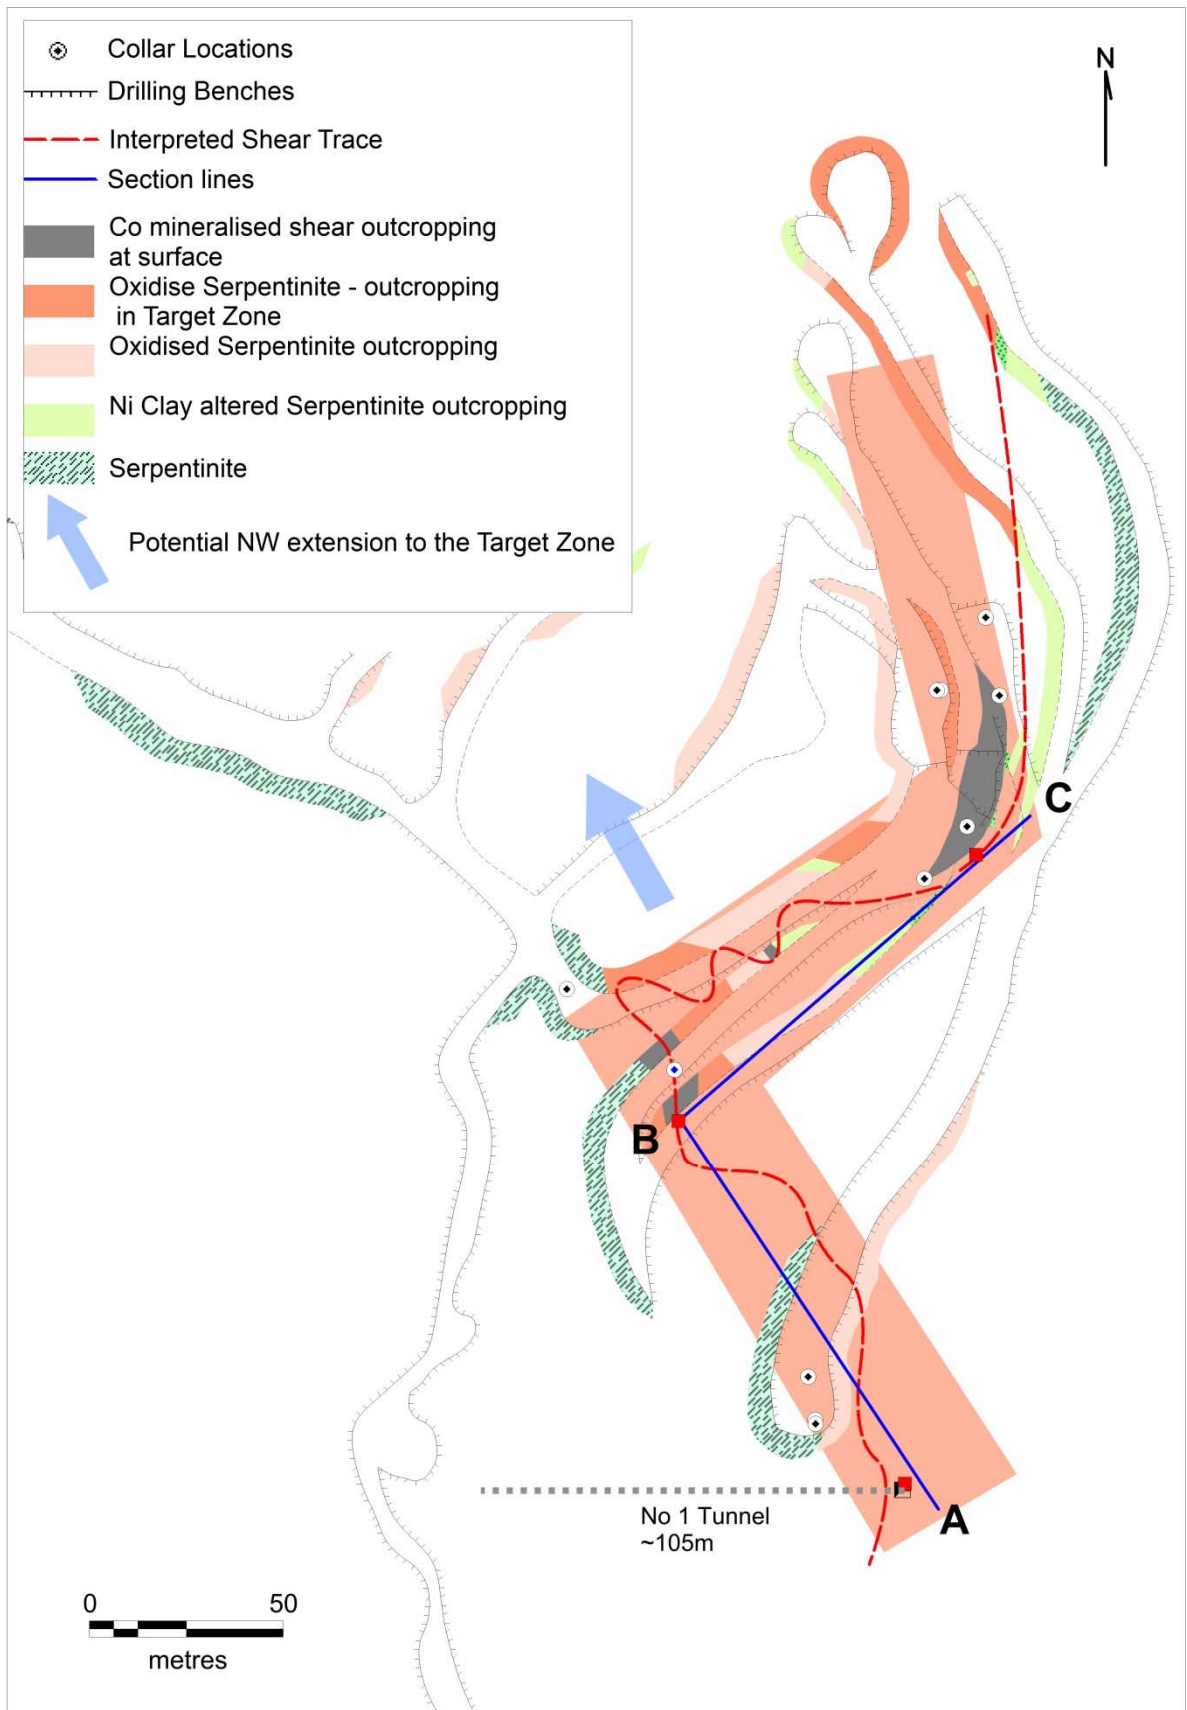 Collar Locations
Drilling Benches
Interpreted Shear Trace
Section lines
Co mineralised shear outcropping
at surface
Oxidise Serpentinite - outcropping
in Target Zone
Oxidised Serpentinite outcropping
Ni Clay altered Serpentinite outcropping
Serpentinite
Potential NW extension to the Target Zone
N
C
B
A
No 1 Tunnel
~105m
0 50
metres